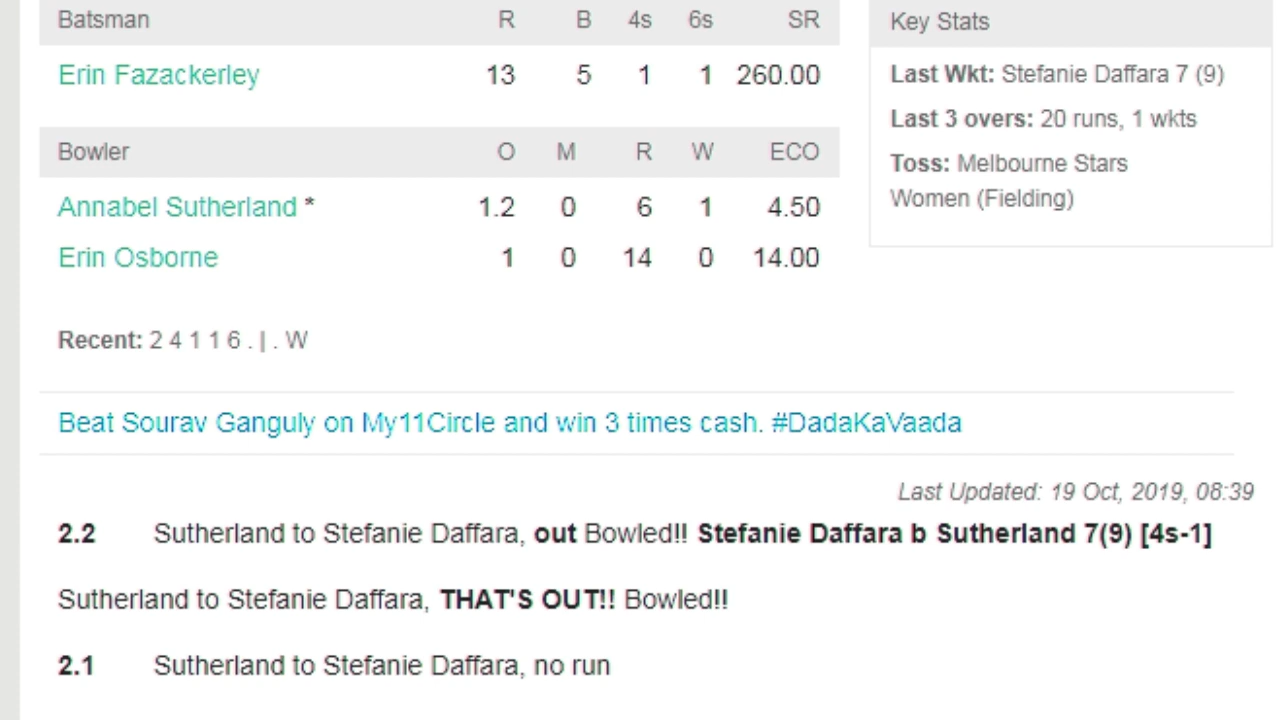 Batsman R B 4s 6s SR
Erin Fazackerley 13 5 1 1 260.00
Bowler O M R W ECO
Annabel Sutherland * 1.2 0 6 1 4.50
Erin Osborne 1 0 14 0 14.00
Recent: 2 4 1 1 6 . | . W
Key Stats
Last Wkt: Stefanie Daffara 7 (9)
Last 3 overs: 20 runs, 1 wkts
Toss: Melbourne Stars
Women (Fielding)
Beat Sourav Ganguly on My11Circle and win 3 times cash. #DadaKaVaada
Last Updated: 19 Oct, 2019, 08:39
2.2 Sutherland to Stefanie Daffara, out Bowled!! Stefanie Daffara b Sutherland 7(9) [4s-1]
Sutherland to Stefanie Daffara, THAT'S OUT!! Bowled!!
2.1 Sutherland to Stefanie Daffara, no run